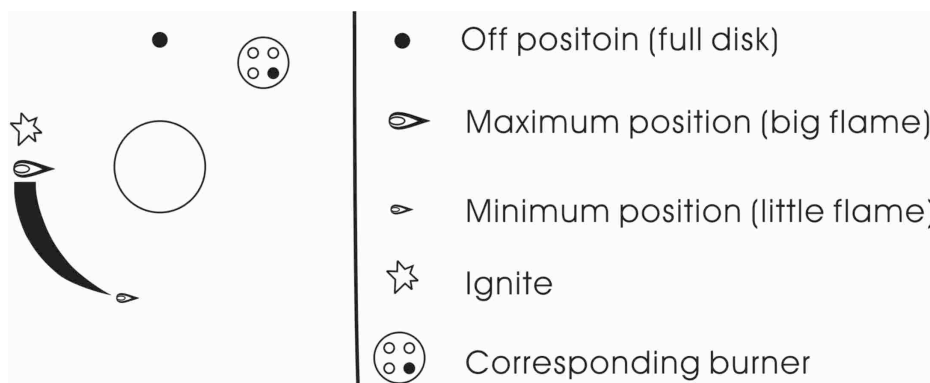 Off positoin (full disk)
Maximum position (big flame)
Minimum position (little flame)
Ignite
Corresponding burner